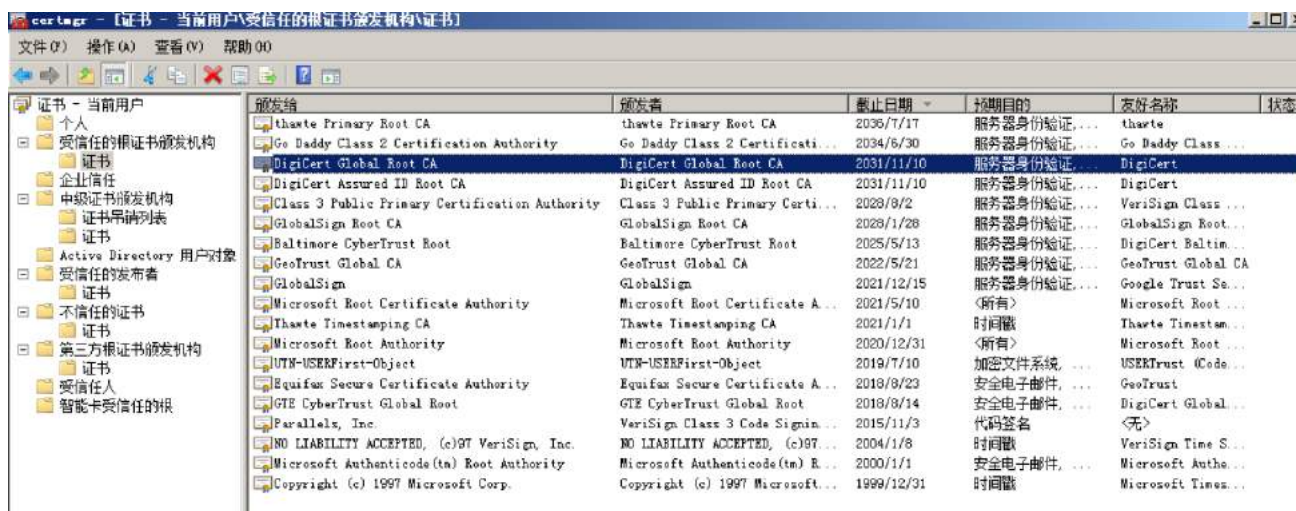 certmgr - [证书 - 当前用户\受信任的根证书颁发机构\证书]
文件(F) 操作(A) 查看(V) 帮助(H)
证书 - 当前用户
个人
受信任的根证书颁发机构
证书
企业信任
中级证书颁发机构
证书吊销列表
证书
Active Directory 用户对象
受信任的发布者
证书
不信任的证书
证书
第三方根证书颁发机构
证书
受信任人
智能卡受信任的根
颁发给 颁发者 截止日期 预期目的 友好名称 状态
thawte Primary Root CA thawte Primary Root CA 2036/7/17 服务器身份验证,... thawte
Go Daddy Class 2 Certification Authority Go Daddy Class 2 Certificati... 2034/6/30 服务器身份验证,... Go Daddy Class ...
DigiCert Global Root CA DigiCert Global Root CA 2031/11/10 服务器身份验证,... DigiCert
DigiCert Assured ID Root CA DigiCert Assured ID Root CA 2031/11/10 服务器身份验证,... DigiCert
Class 3 Public Primary Certification Authority Class 3 Public Primary Certi... 2028/8/2 服务器身份验证,... VeriSign Class ...
GlobalSign Root CA GlobalSign Root CA 2028/1/28 服务器身份验证,... GlobalSign Root...
Baltimore CyberTrust Root Baltimore CyberTrust Root 2025/5/13 服务器身份验证,... DigiCert Baltim...
GeoTrust Global CA GeoTrust Global CA 2022/5/21 服务器身份验证,... GeoTrust Global CA
GlobalSign GlobalSign 2021/12/15 服务器身份验证,... Google Trust Se...
Microsoft Root Certificate Authority Microsoft Root Certificate A... 2021/5/10 <所有> Microsoft Root ...
Thawte Timestamping CA Thawte Timestamping CA 2021/1/1 时间戳 Thawte Timestam...
Microsoft Root Authority Microsoft Root Authority 2020/12/31 <所有> Microsoft Root ...
UTN-USERFirst-Object UTN-USERFirst-Object 2019/7/10 加密文件系统, ... USERTrust (Code...
Equifax Secure Certificate Authority Equifax Secure Certificate A... 2018/8/23 安全电子邮件, ... GeoTrust
GTE CyberTrust Global Root GTE CyberTrust Global Root 2018/8/14 安全电子邮件, ... DigiCert Global...
Parallels, Inc. VeriSign Class 3 Code Signin... 2015/11/3 代码签名 <无>
NO LIABILITY ACCEPTED, (c)97 VeriSign, Inc. NO LIABILITY ACCEPTED, (c)97... 2004/1/8 时间戳 VeriSign Time S...
Microsoft Authenticode(tm) Root Authority Microsoft Authenticode(tm) R... 2000/1/1 安全电子邮件, ... Microsoft Authe...
Copyright (c) 1997 Microsoft Corp. Copyright (c) 1997 Microsoft... 1999/12/31 时间戳 Microsoft Times...